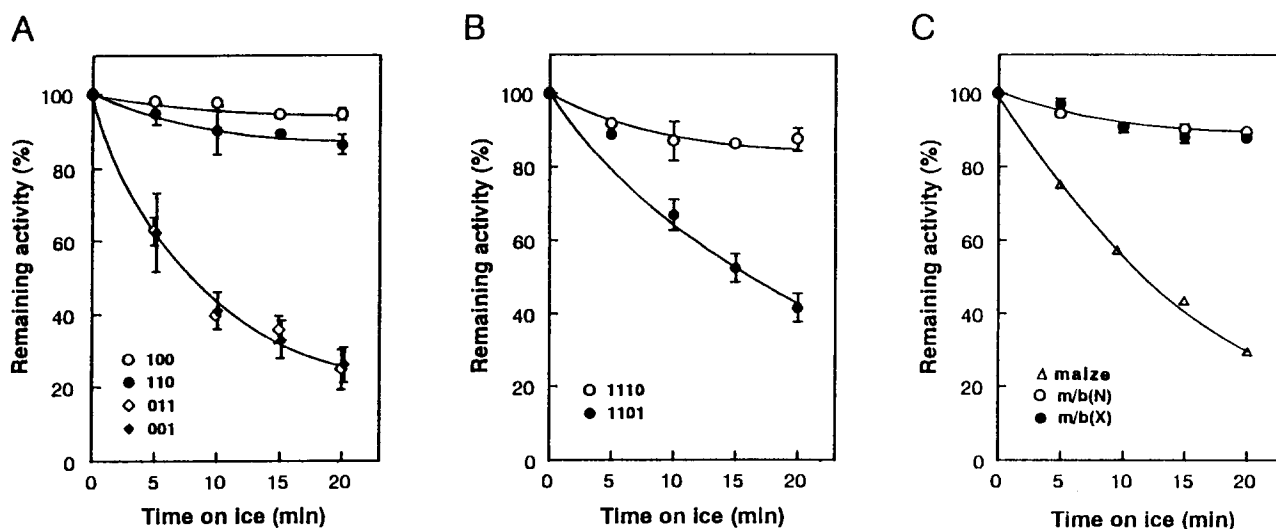 A
Remaining activity (%)
100
80
60
40
20
0
100
110
011
001
0 5 10 15 20
Time on ice (min)
B
Remaining activity (%)
100
80
60
40
20
0
1110
1101
0 5 10 15 20
Time on ice (min)
C
Remaining activity (%)
100
80
60
40
20
0
maize
m/b(N)
m/b(X)
0 5 10 15 20
Time on ice (min)